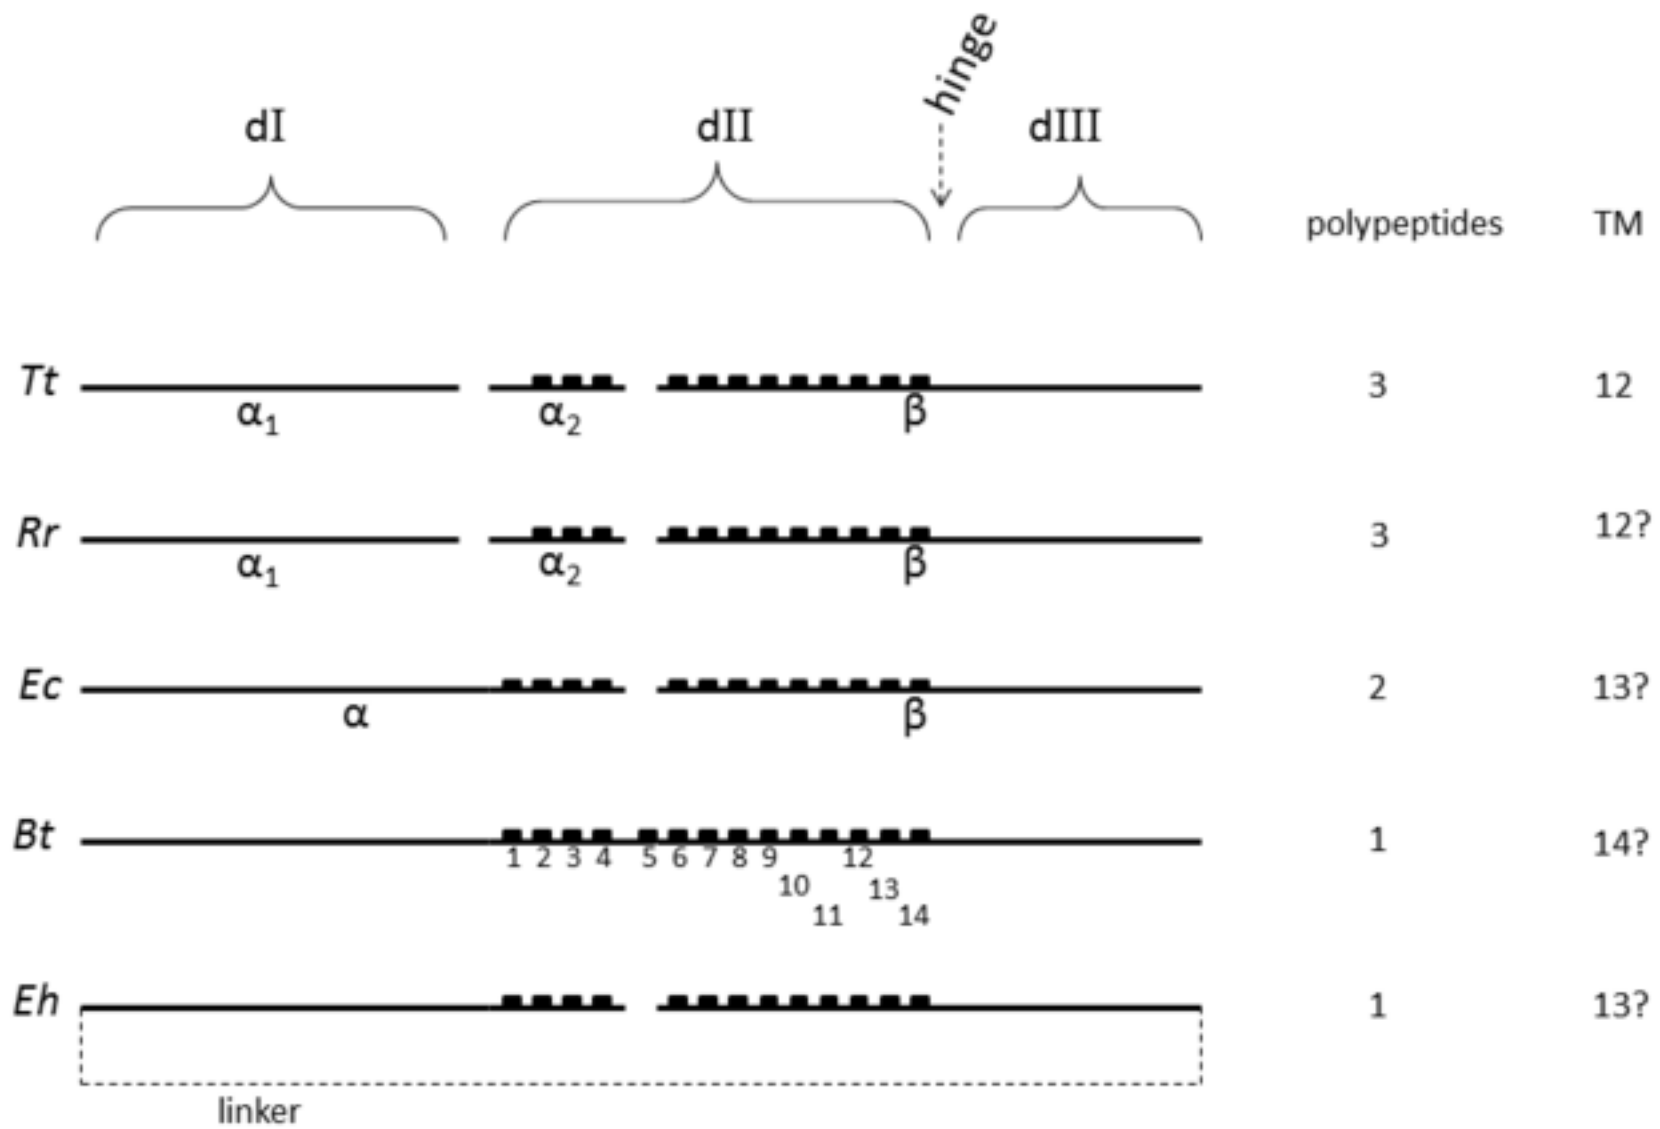 hinge
dI dII dIII
polypeptides TM
Tt 3 12
α₁ α₂ β
Rr 3 12?
α₁ α₂ β
Ec 2 13?
α β
Bt 1 14?
1 2 3 4 5 6 7 8 9 12
10 13
11 14
Eh 1 13?
linker